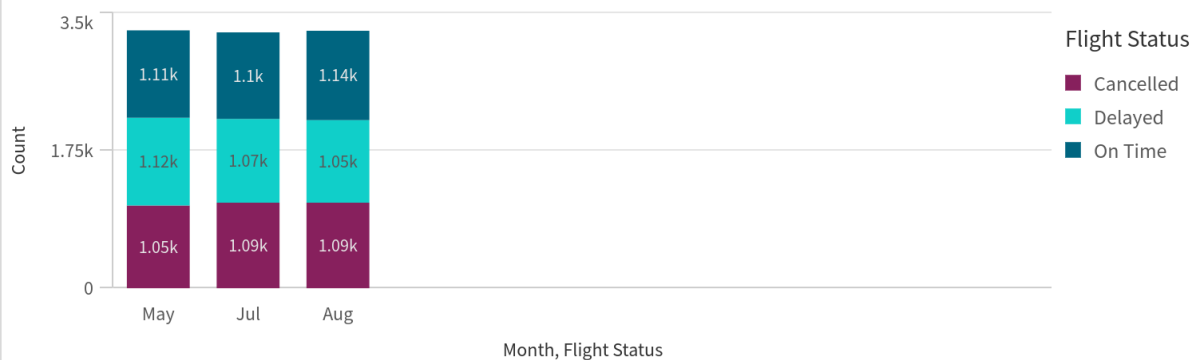 3.5k
1.75k
0
Count
1.11k
1.1k
1.14k
1.12k
1.07k
1.05k
1.05k
1.09k
1.09k
May
Jul
Aug
Month, Flight Status
Flight Status
Cancelled
Delayed
On Time